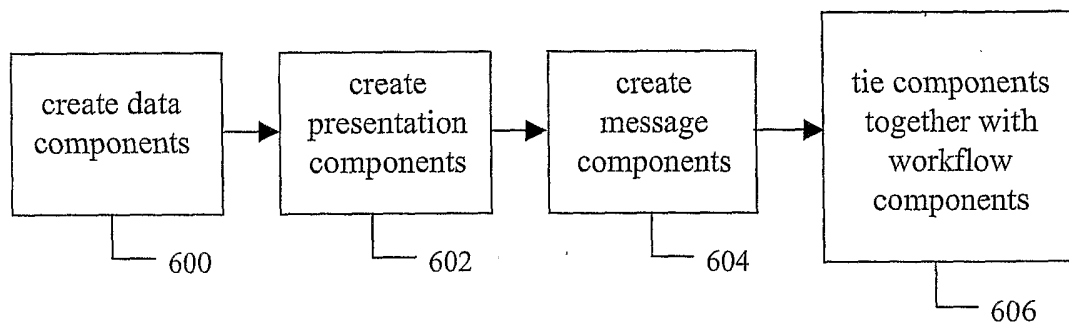 create data
components
create
presentation
components
create
message
components
tie components
together with
workflow
components
600
602
604
606